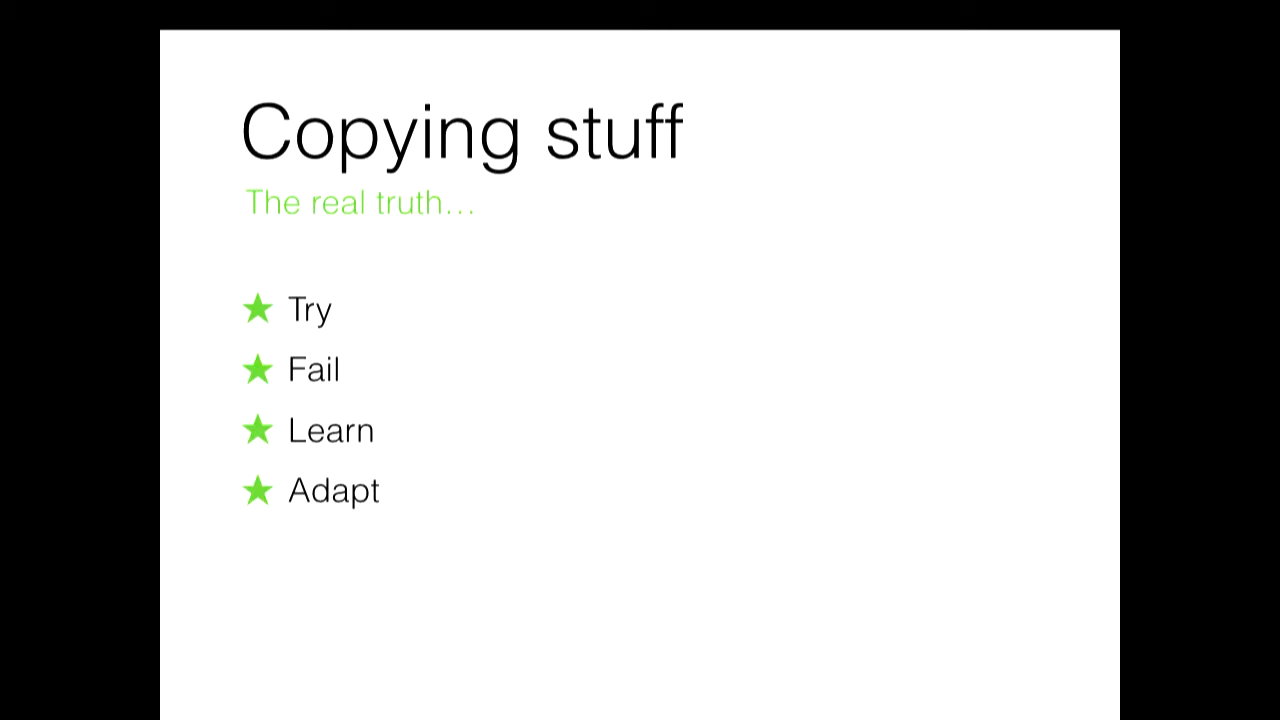 Copying stuff
The real truth...
Try
Fail
Learn
Adapt